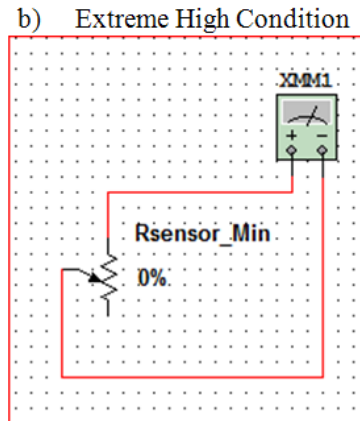 b) Extreme High Condition
XMM1
+ −
Rsensor_Min
0%